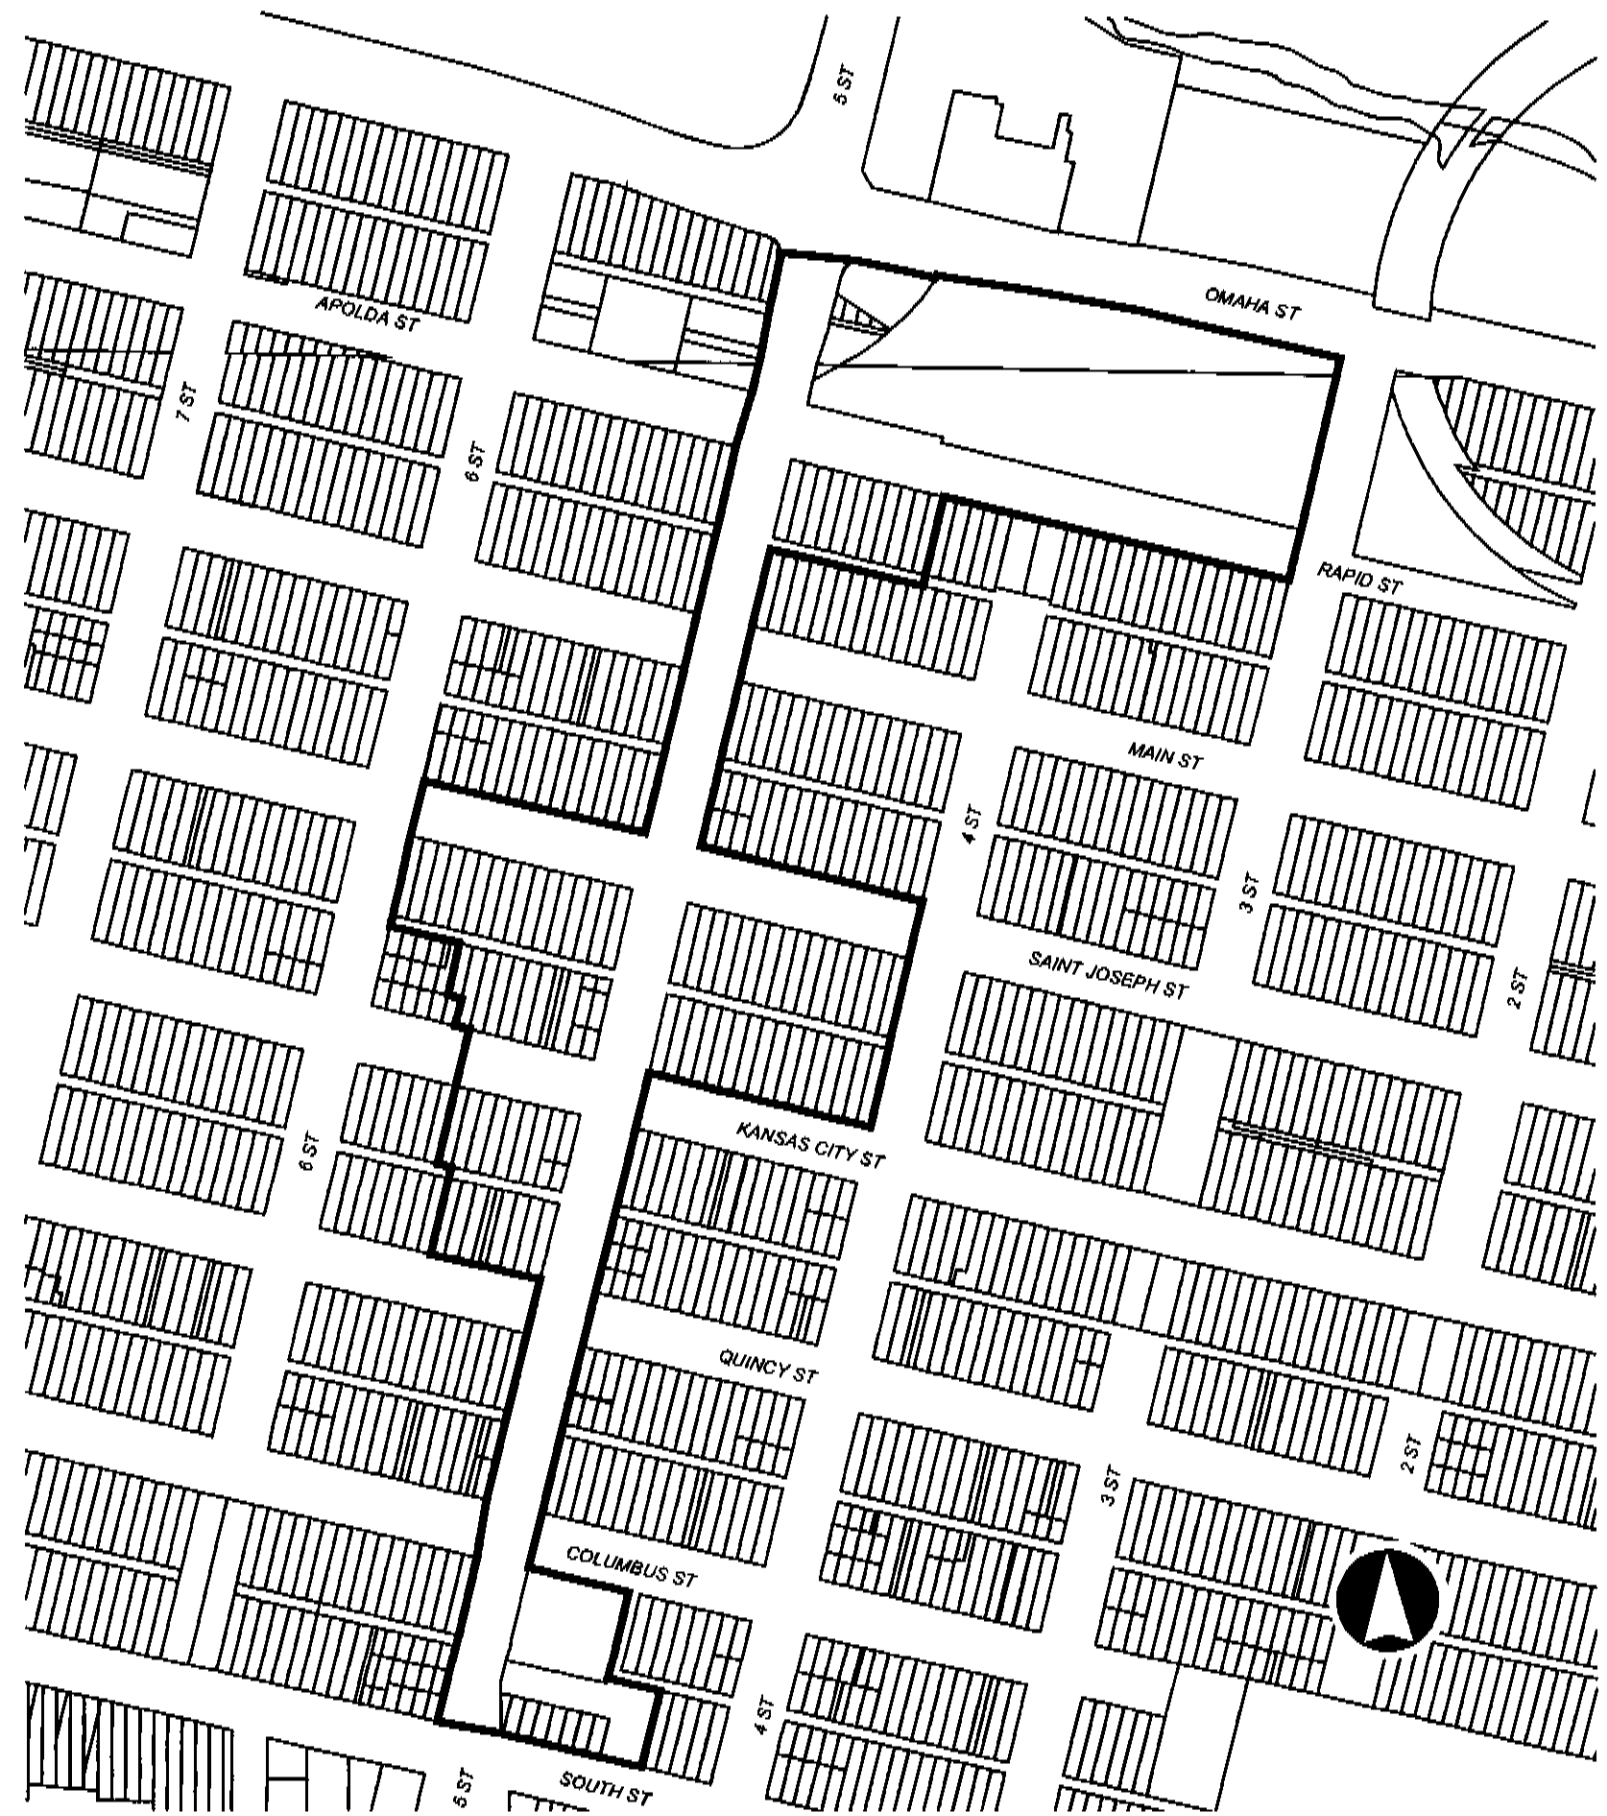 5 ST
OMAHA ST
APOLDA ST
7 ST
6 ST
RAPID ST
MAIN ST
4 ST
3 ST
SAINT JOSEPH ST
2 ST
KANSAS CITY ST
6 ST
QUINCY ST
2 ST
3 ST
COLUMBUS ST
4 ST
5 ST
SOUTH ST